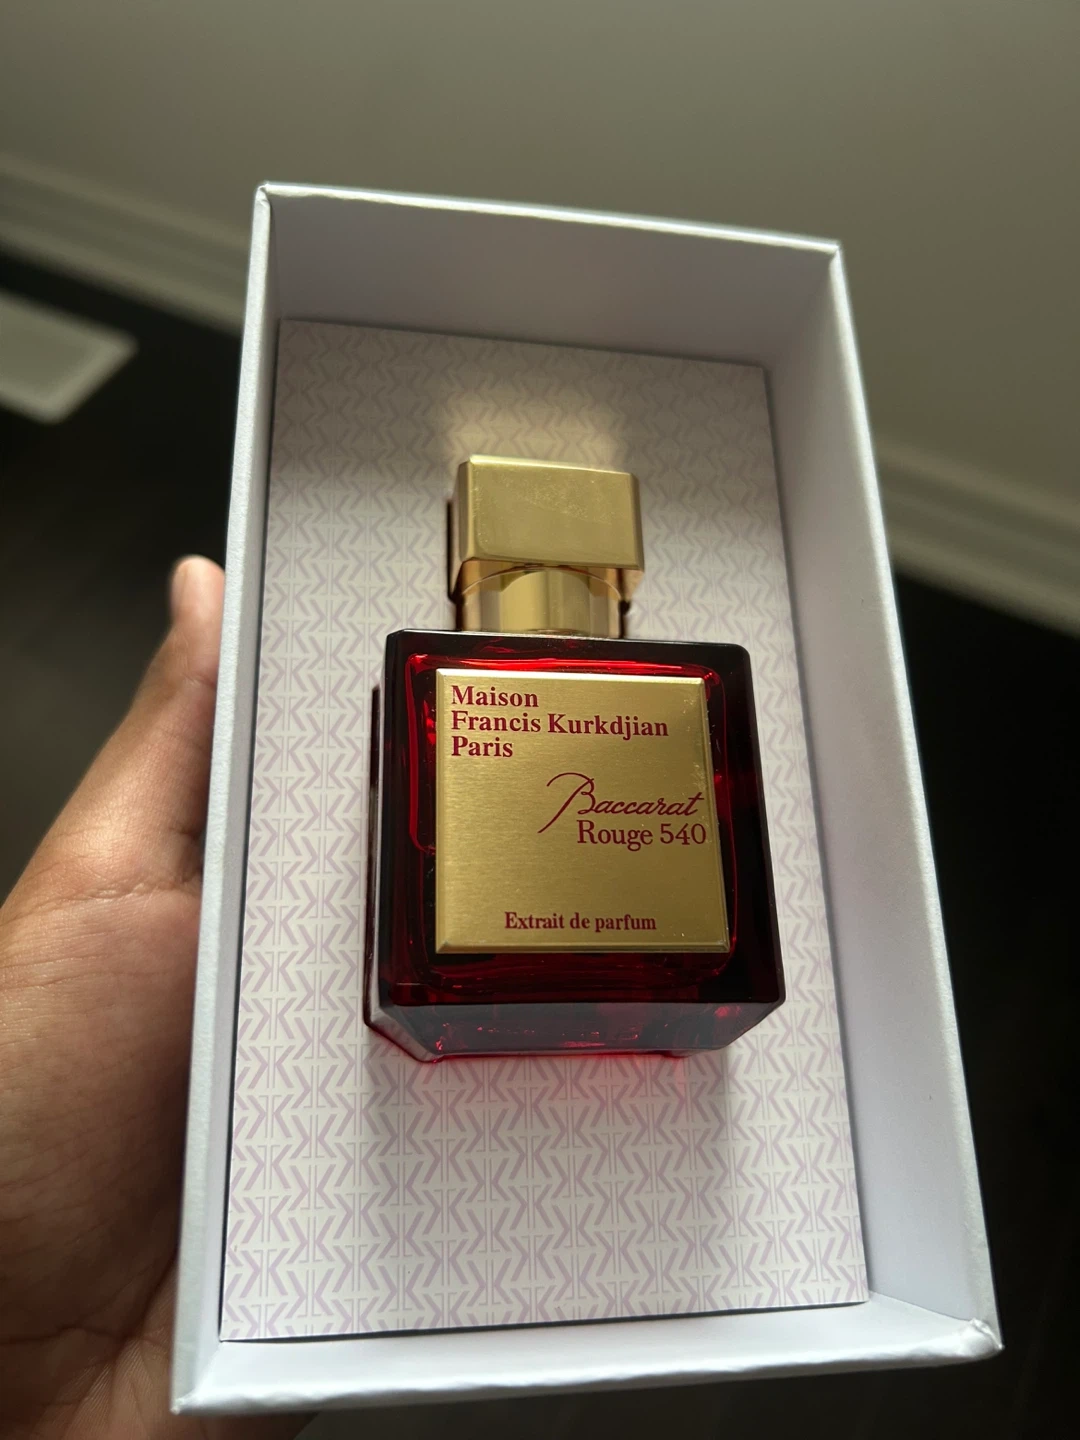 Maison
Francis Kurkdjian
Paris
Baccarat
Rouge 540
Extrait de parfum